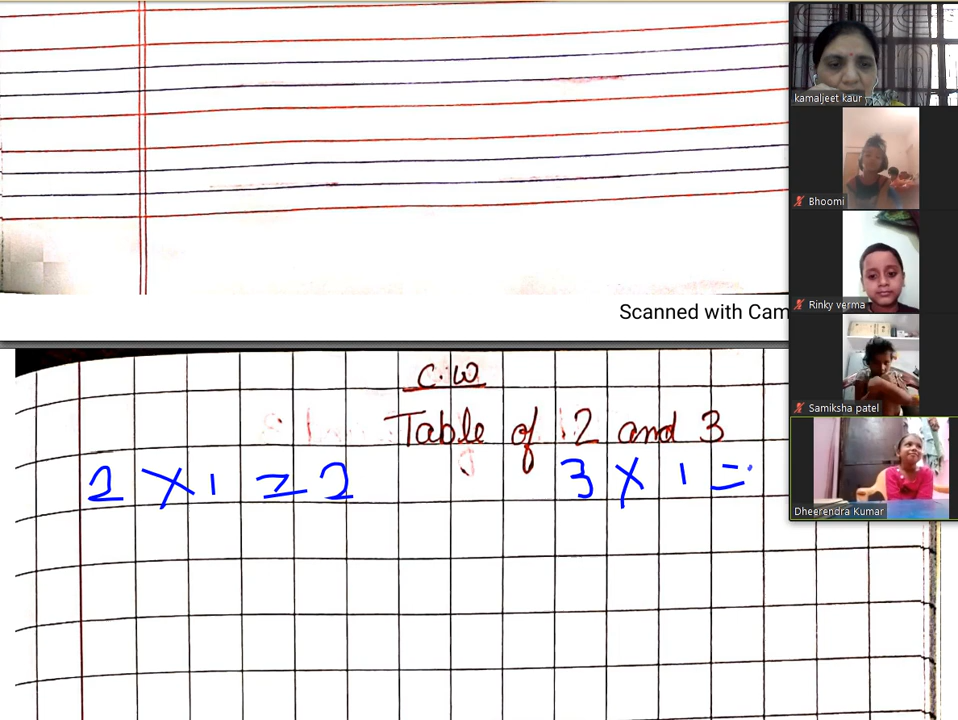 kamaljeet kaur
Bhoomi
Rinky verma
Samiksha patel
Dheerendra Kumar
Scanned with Cam
C.W
Table of 2 and 3
2 X 1 = 2 3 X 1 =